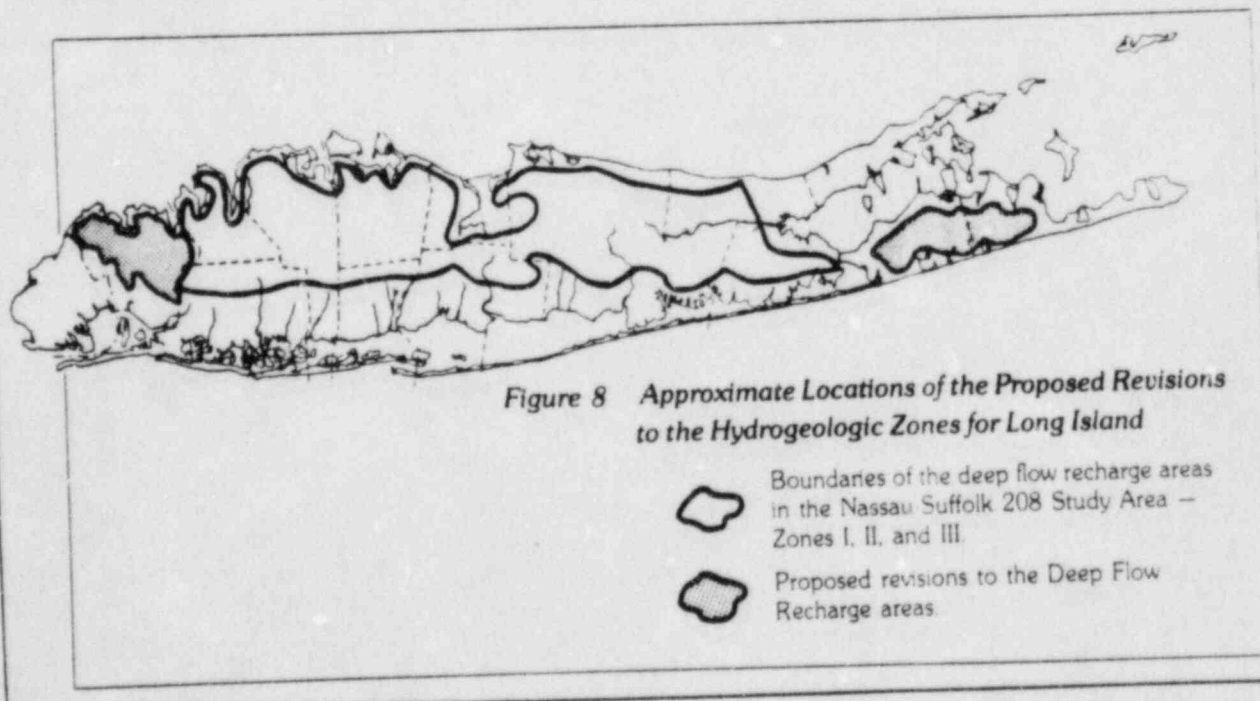 Figure 8 Approximate Locations of the Proposed Revisions
to the Hydrogeologic Zones for Long Island
Boundaries of the deep flow recharge areas
in the Nassau Suffolk 208 Study Area —
Zones I, II, and III.
Proposed revisions to the Deep Flow
Recharge areas.